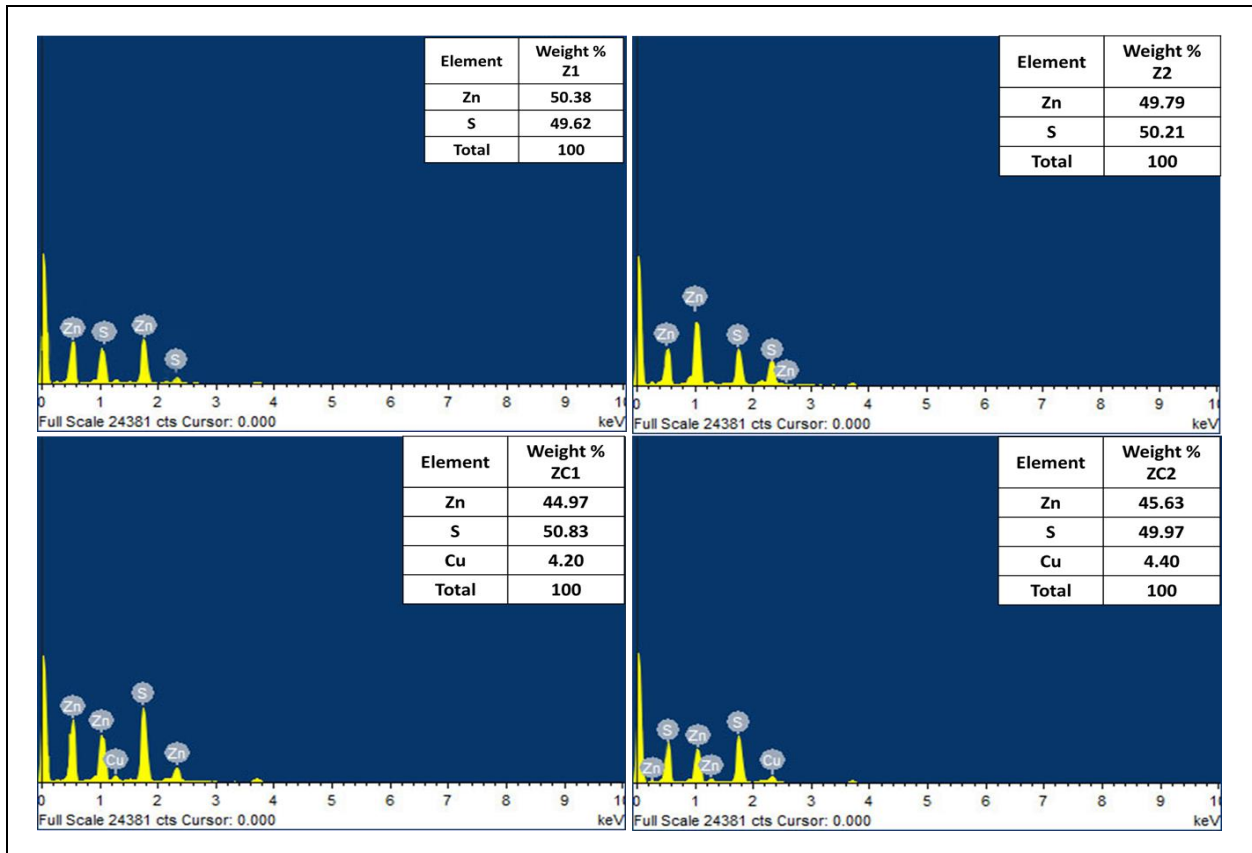 Element Weight % Z1
Zn 50.38
S 49.62
Total 100
Zn S Zn S
0 1 2 3 4 5 6 7 8 9 1
Full Scale 24381 cts Cursor: 0.000 keV
Element Weight % Z2
Zn 49.79
S 50.21
Total 100
Zn Zn S S Zn
0 1 2 3 4 5 6 7 8 9 1
Full Scale 24381 cts Cursor: 0.000 keV
Element Weight % ZC1
Zn 44.97
S 50.83
Cu 4.20
Total 100
Zn Zn Cu S Zn
0 1 2 3 4 5 6 7 8 9 1
Full Scale 24381 cts Cursor: 0.000 keV
Element Weight % ZC2
Zn 45.63
S 49.97
Cu 4.40
Total 100
Zn S Zn Zn S Cu
0 1 2 3 4 5 6 7 8 9 1
Full Scale 24381 cts Cursor: 0.000 keV